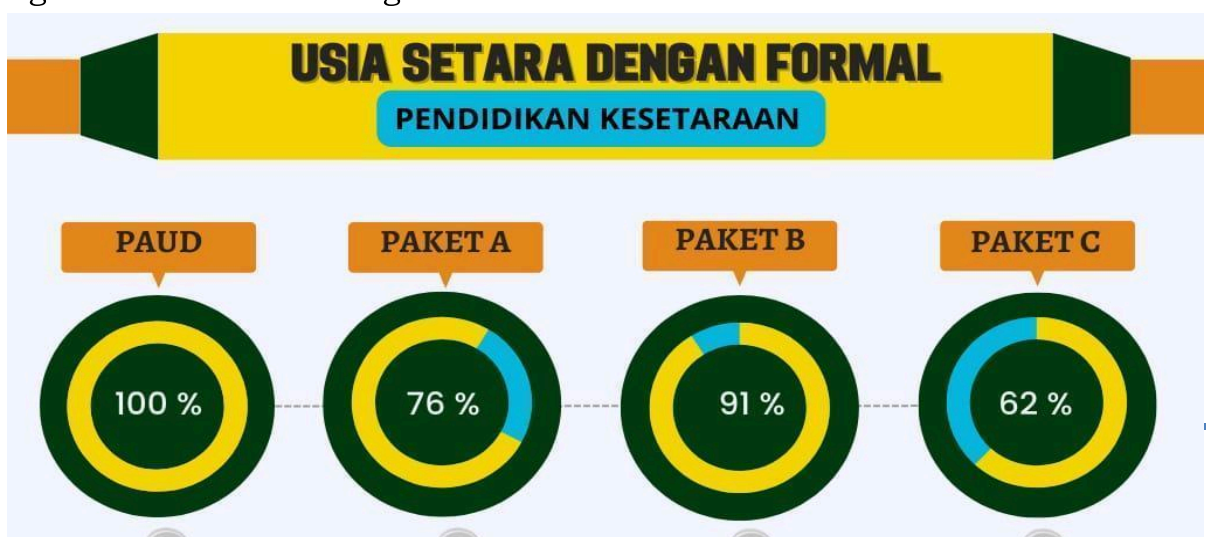 USIA SETARA DENGAN FORMAL
PENDIDIKAN KESETARAAN
PAUD
PAKET A
PAKET B
PAKET C
100 %
76 %
91 %
62 %